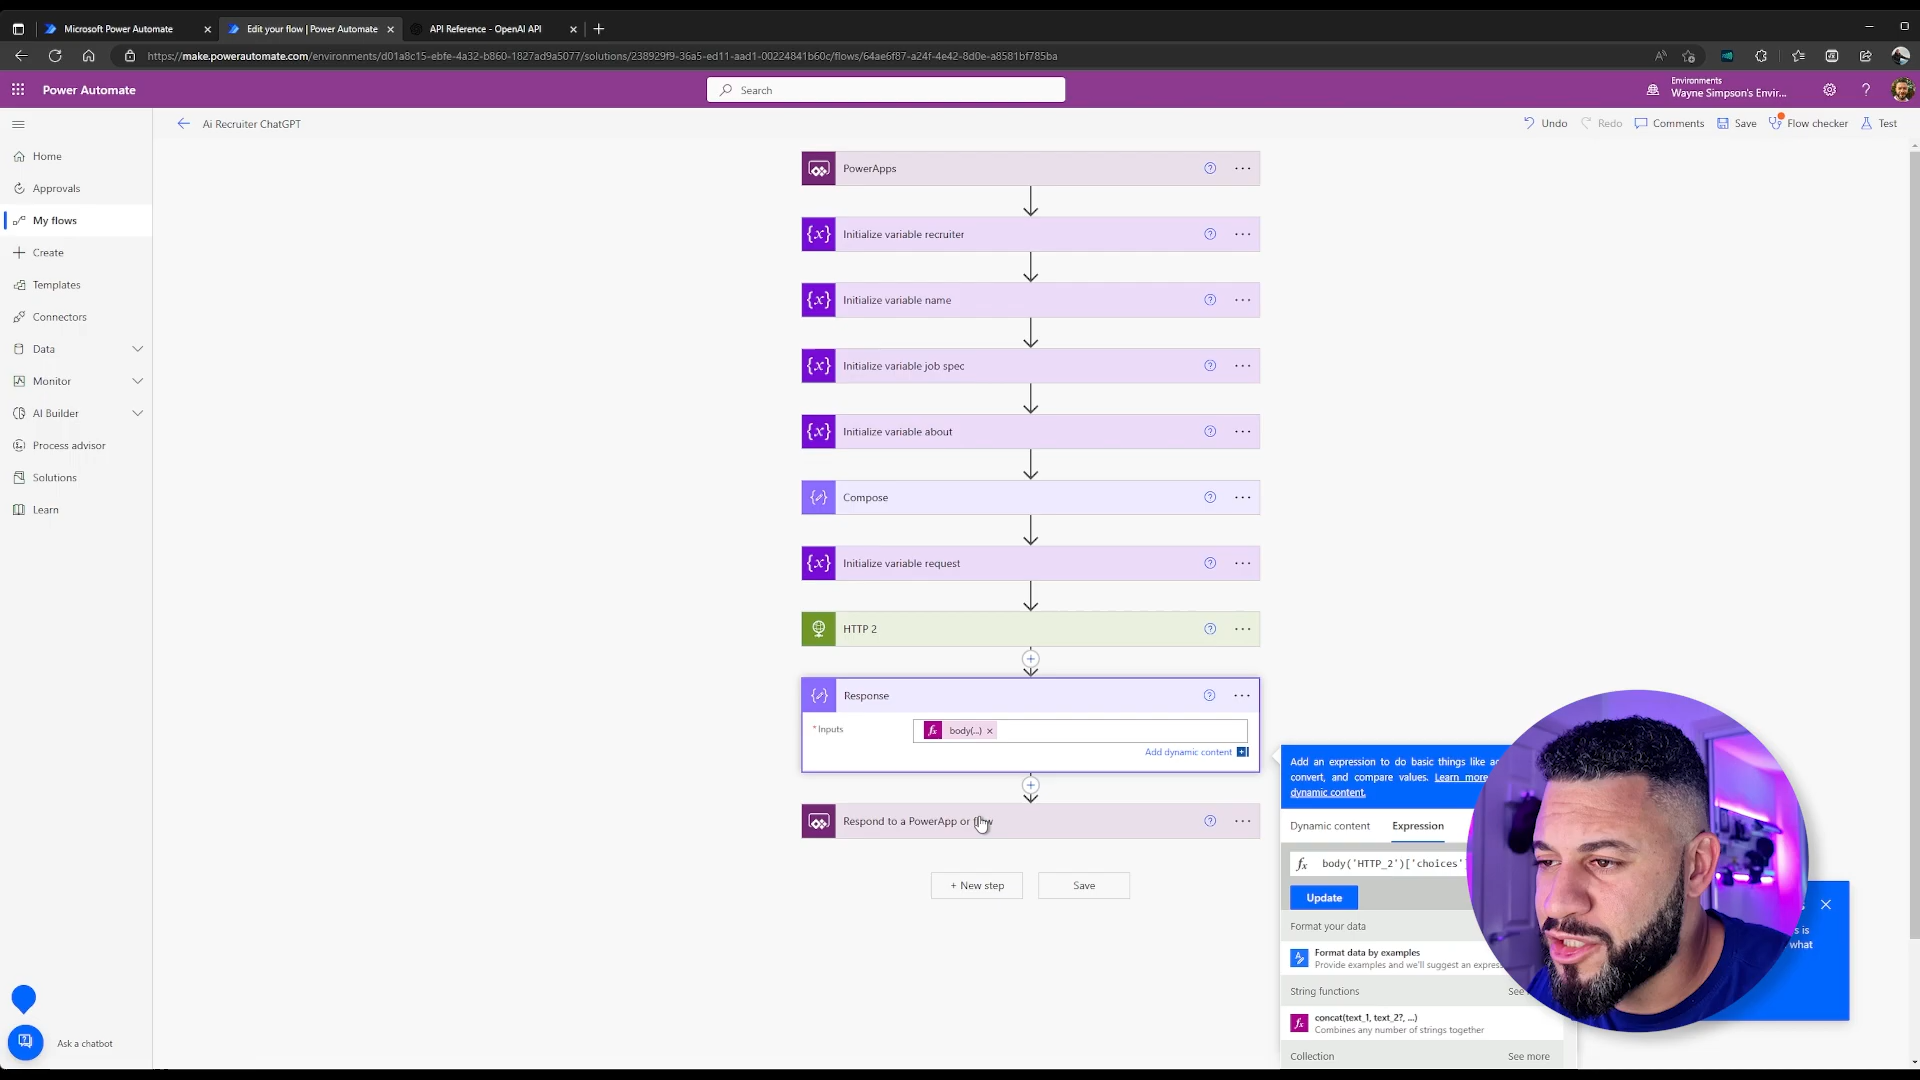 Microsoft Power Automate
Edit your flow | Power Automate
API Reference - OpenAI API
https://make.powerautomate.com/environments/d01a8c15-ebfe-4a32-b860-1827ad9a5077/solutions/238929f9-36a5-ed11-aad1-00224841b60c/flows/64ae6f87-a24f-4e42-8d0e-a8581bf785ba
Power Automate
Search
Environments
Wayne Simpson's Envir...
Ai Recruiter ChatGPT
Undo
Redo
Comments
Save
Flow checker
Test
Home
Approvals
My flows
Create
Templates
Connectors
Data
Monitor
AI Builder
Process advisor
Solutions
Learn
Ask a chatbot
PowerApps
Initialize variable recruiter
Initialize variable name
Initialize variable job spec
Initialize variable about
Compose
Initialize variable request
HTTP 2
Response
* Inputs
fx body(...)
Add dynamic content
Respond to a PowerApp or
+ New step
Save
Add an expression to do basic things like
convert, and compare values. Learn more
dynamic content.
Dynamic content
Expression
fx body('HTTP_2')['choices']
Update
Format your data
Format data by examples
Provide examples and we'll suggest an
String functions
See
fx concat(text_1, text_2?, ...)
Combines any number of strings together
Collection
See more
is
what